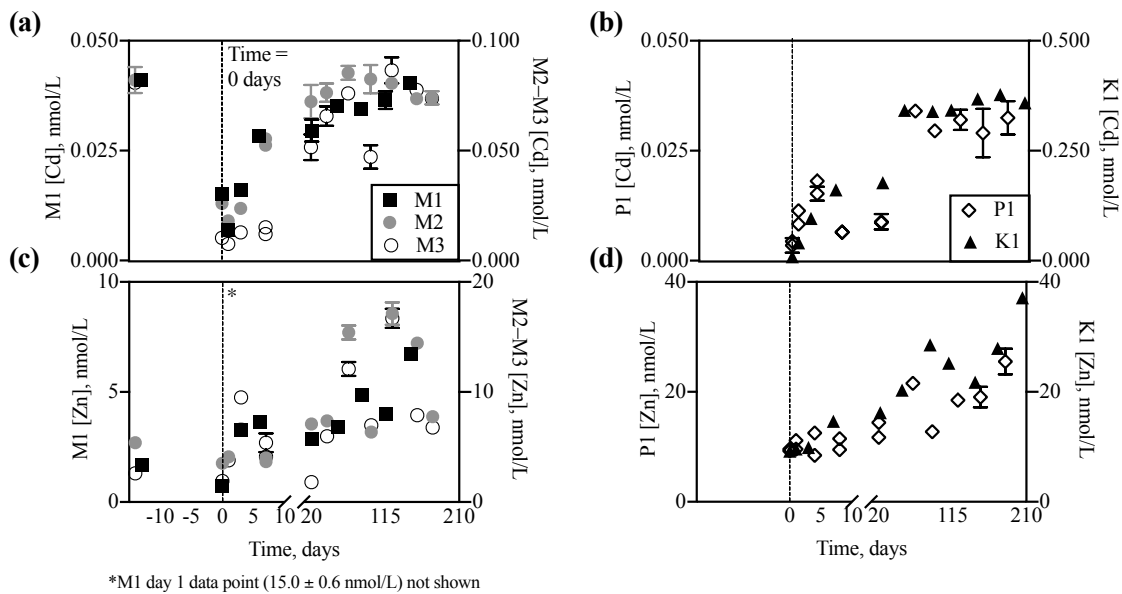 (a)
0.050
0.025
0.000
M1 [Cd], nmol/L
Time =
0 days
0.100
0.050
0.000
M2–M3 [Cd], nmol/L
M1
M2
M3
(b)
0.050
0.025
0.000
P1 [Cd], nmol/L
0.500
0.250
0.000
K1 [Cd], nmol/L
P1
K1
(c)
10
5
0
M1 [Zn], nmol/L
*
20
10
0
M2–M3 [Zn], nmol/L
-10 -5 0 5 10 20 115 210
Time, days
*M1 day 1 data point (15.0 ± 0.6 nmol/L) not shown
(d)
40
20
0
P1 [Zn], nmol/L
40
20
0
K1 [Zn], nmol/L
0 5 10 20 115 210
Time, days